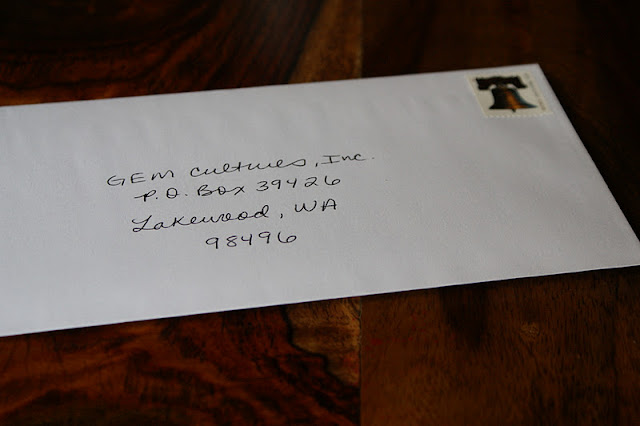 GEM Cultures, Inc.
P.O. Box 39426
Lakewood, WA
98496